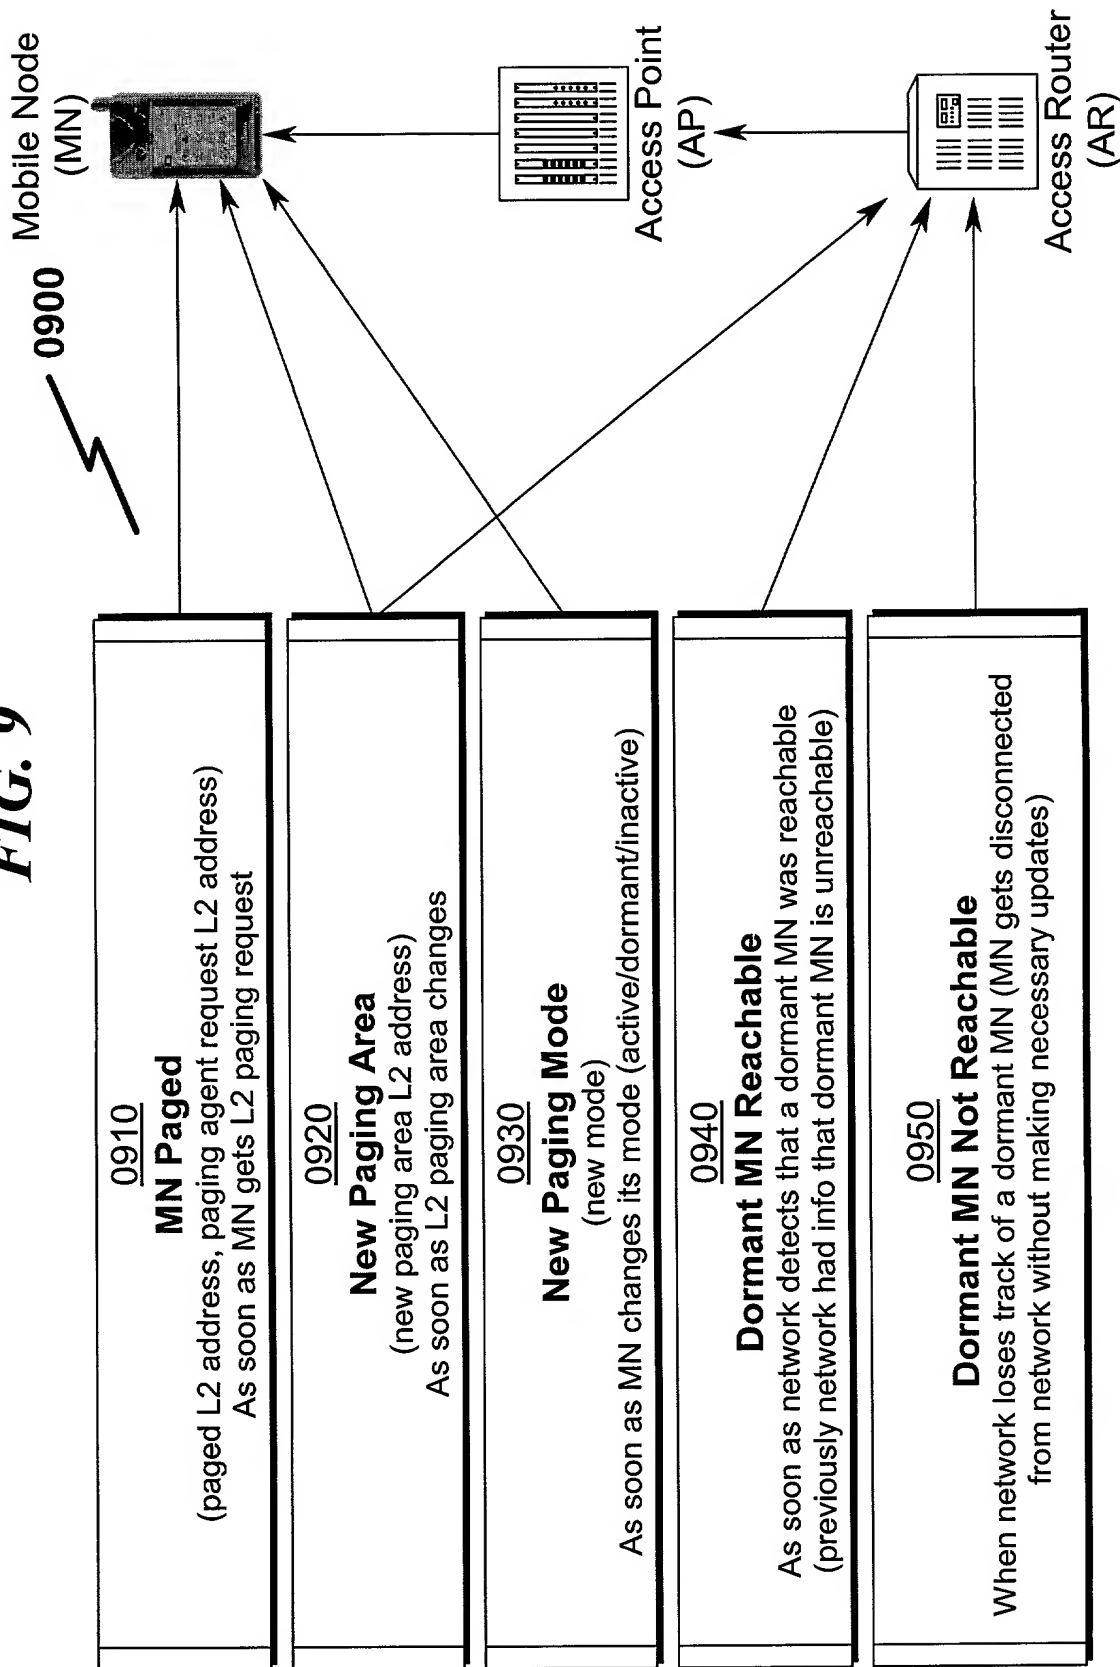 FIG. 9
0900
0910
MN Paged
(paged L2 address, paging agent request L2 address)
As soon as MN gets L2 paging request
0920
New Paging Area
(new paging area L2 address)
As soon as L2 paging area changes
0930
New Paging Mode
(new mode)
As soon as MN changes its mode (active/dormant/inactive)
0940
Dormant MN Reachable
As soon as network detects that a dormant MN was reachable
(previously network had info that dormant MN is unreachable)
0950
Dormant MN Not Reachable
When network loses track of a dormant MN (MN gets disconnected
from network without making necessary updates)
Mobile Node
(MN)
Access Point
(AP)
Access Router
(AR)